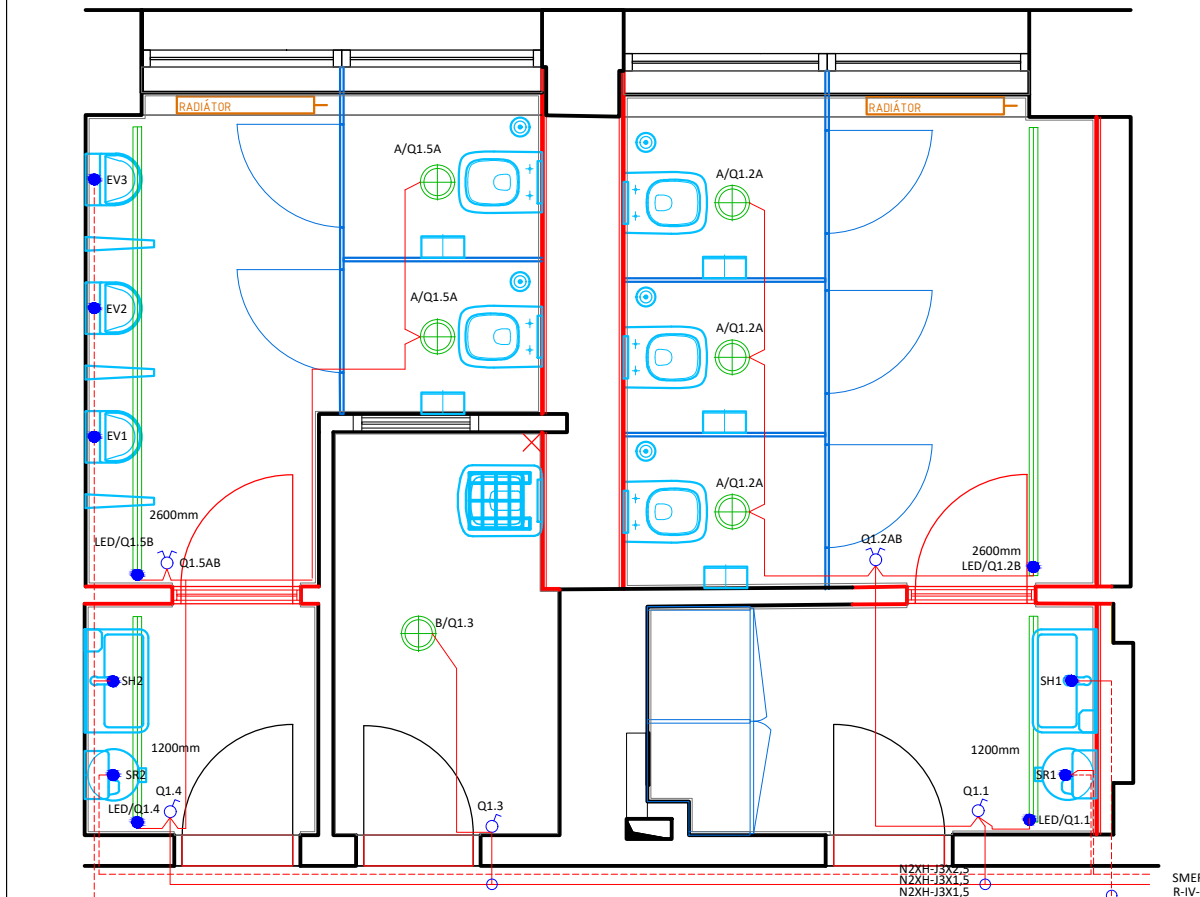 RADIÁTOR
RADIÁTOR
A/Q1.5A
A/Q1.2A
EV3
A/Q1.5A
EV2
A/Q1.2A
EV1
A/Q1.2A
2600mm
LED/Q1.5B
Q1.5AB
Q1.2AB
2600mm
LED/Q1.2B
B/Q1.3
SH2
SH1
1200mm
1200mm
SR2
SR1
Q1.4
Q1.3
Q1.1
LED/Q1.4
LED/Q1.1
N2XH-J3X2,5
N2XH-J3X1,5
N2XH-J3X1,5
SMER
R-IV-